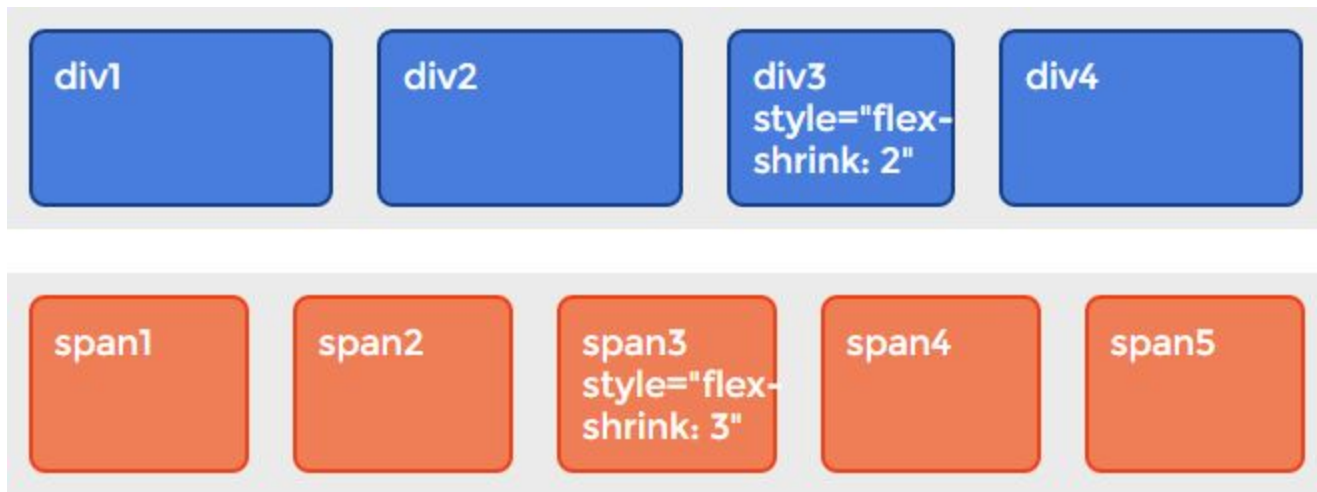 div1
div2
div3
style="flex-
shrink: 2"
div4
span1
span2
span3
style="flex-
shrink: 3"
span4
span5